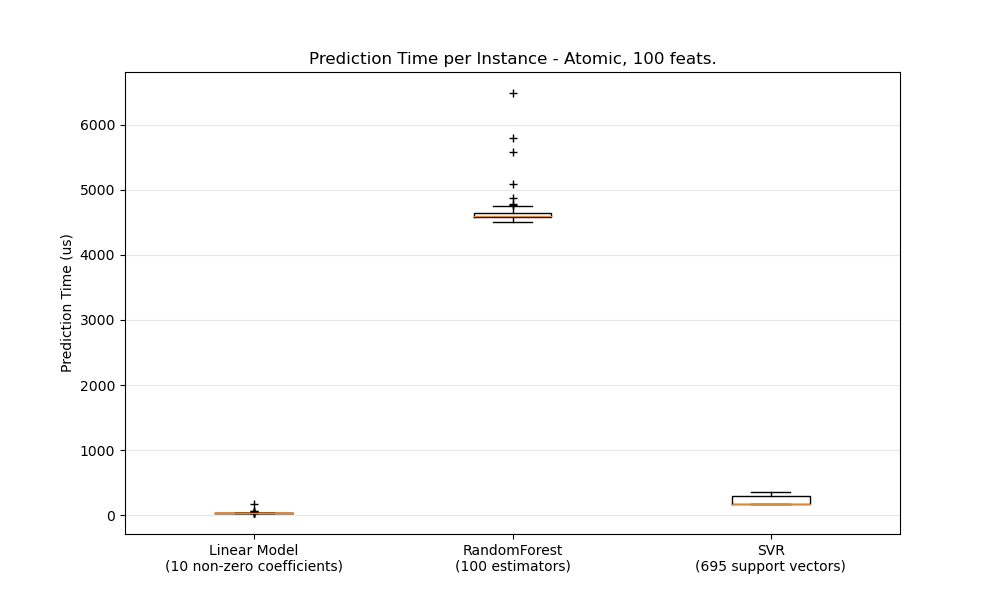 Prediction Time per Instance - Atomic, 100 feats.
Prediction Time (us)
6000
5000
4000
3000
2000
1000
0
Linear Model
(10 non-zero coefficients)
RandomForest
(100 estimators)
SVR
(695 support vectors)